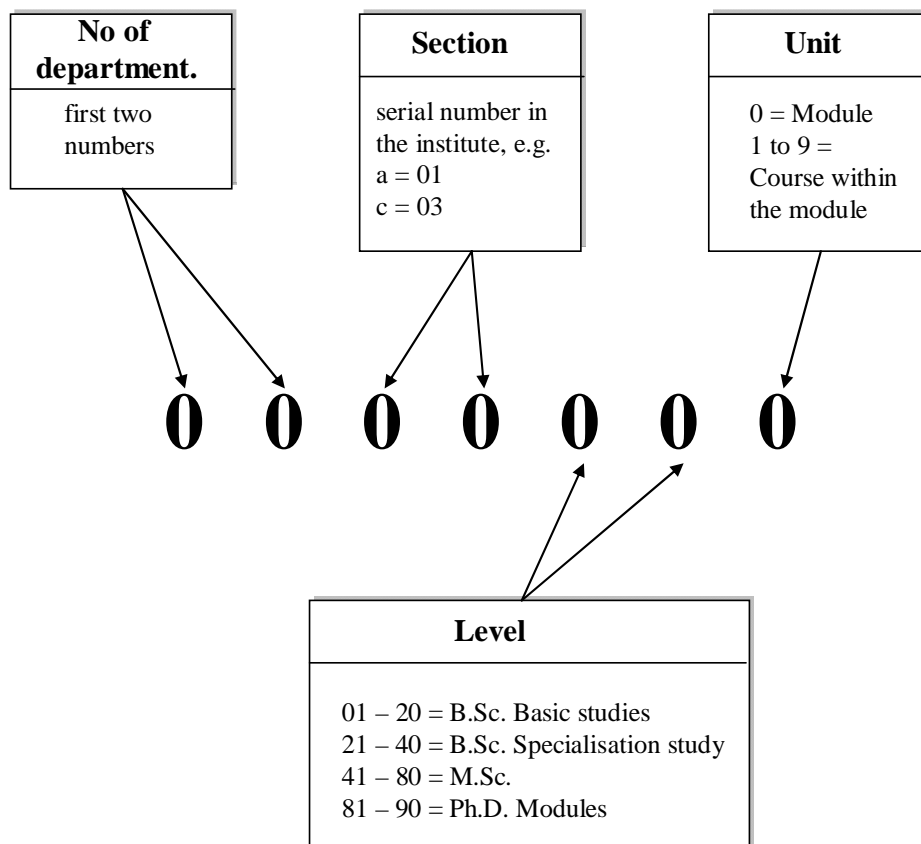 No of
department.
first two
numbers
Section
serial number in
the institute, e.g.
a = 01
c = 03
Unit
0 = Module
1 to 9 =
Course within
the module
0 0 0 0 0 0 0
Level
01 – 20 = B.Sc. Basic studies
21 – 40 = B.Sc. Specialisation study
41 – 80 = M.Sc.
81 – 90 = Ph.D. Modules